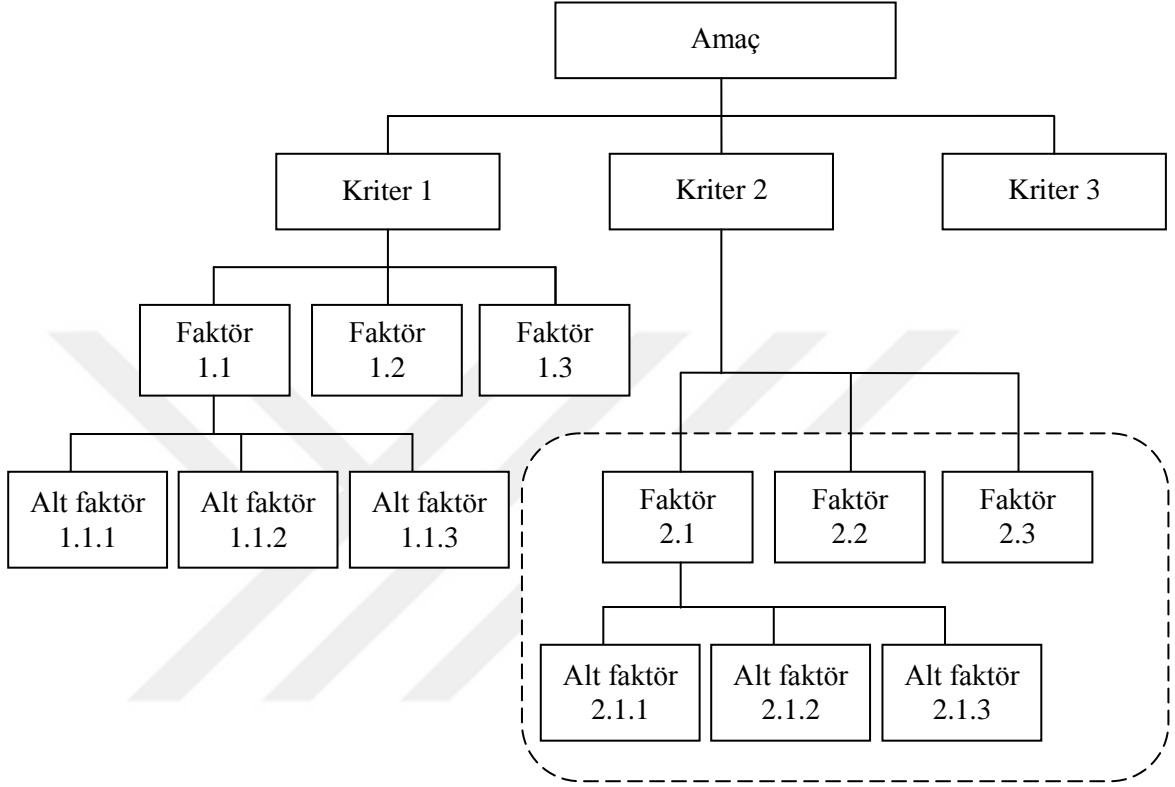 Amaç
Kriter 1
Kriter 2
Kriter 3
Faktör
1.1
Faktör
1.2
Faktör
1.3
Alt faktör
1.1.1
Alt faktör
1.1.2
Alt faktör
1.1.3
Faktör
2.1
Faktör
2.2
Faktör
2.3
Alt faktör
2.1.1
Alt faktör
2.1.2
Alt faktör
2.1.3